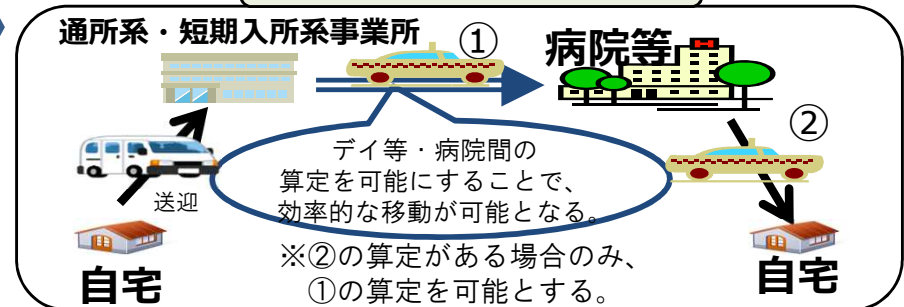 通所系・短期入所系事業所
①
病院等
H
②
デイ等・病院間の
算定を可能にすることで、
効率的な移動が可能となる。
送迎
※②の算定がある場合のみ、
①の算定を可能とする。
自宅
自宅